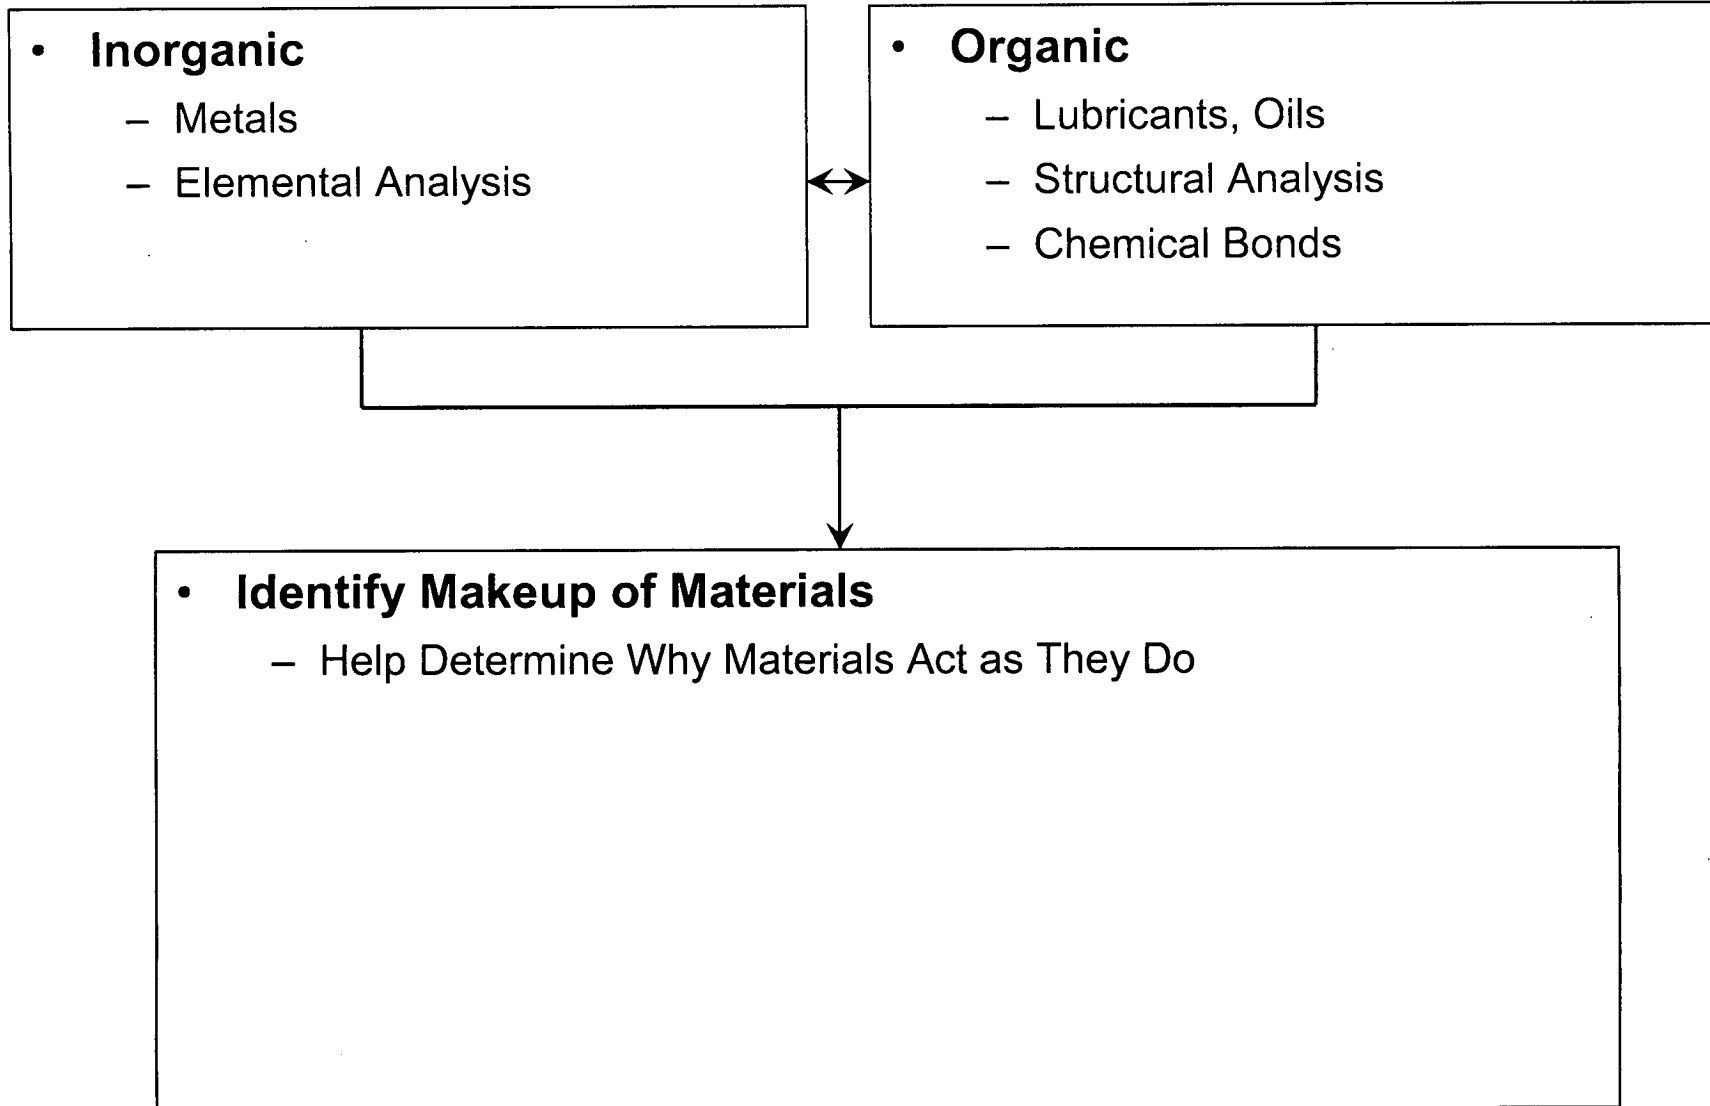 • Inorganic
– Metals
– Elemental Analysis
• Organic
– Lubricants, Oils
– Structural Analysis
– Chemical Bonds
• Identify Makeup of Materials
– Help Determine Why Materials Act as They Do